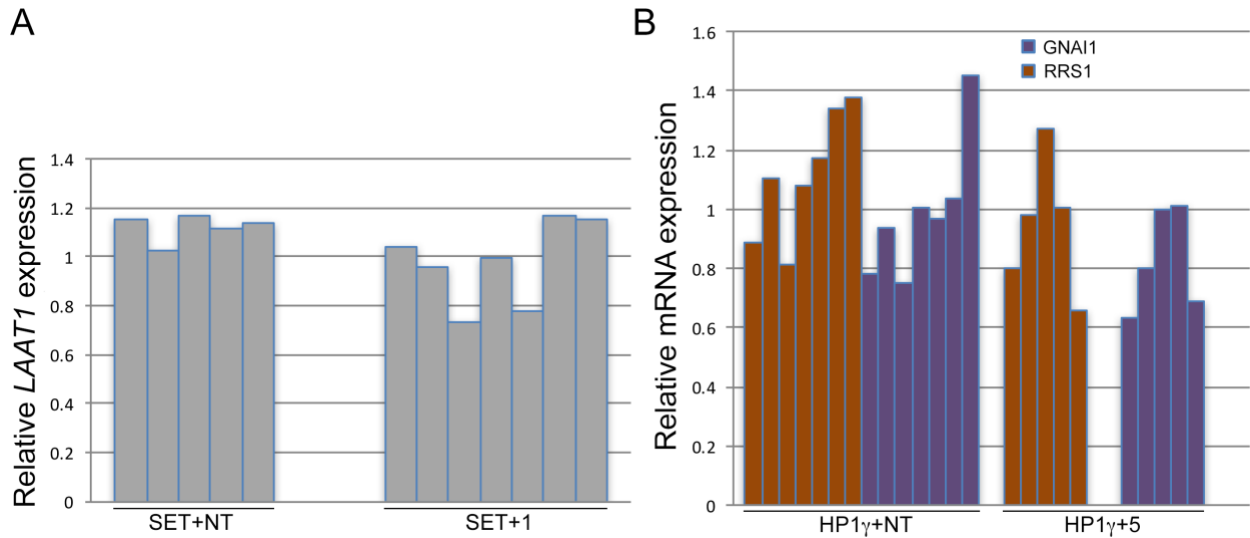 A
Relative LAAT1 expression
1.4
1.2
1
0.8
0.6
0.4
0.2
0
SET+NT
SET+1
B
Relative mRNA expression
1.6
1.4
1.2
1
0.8
0.6
0.4
0.2
0
GNAI1
RRS1
HP1γ+NT
HP1γ+5